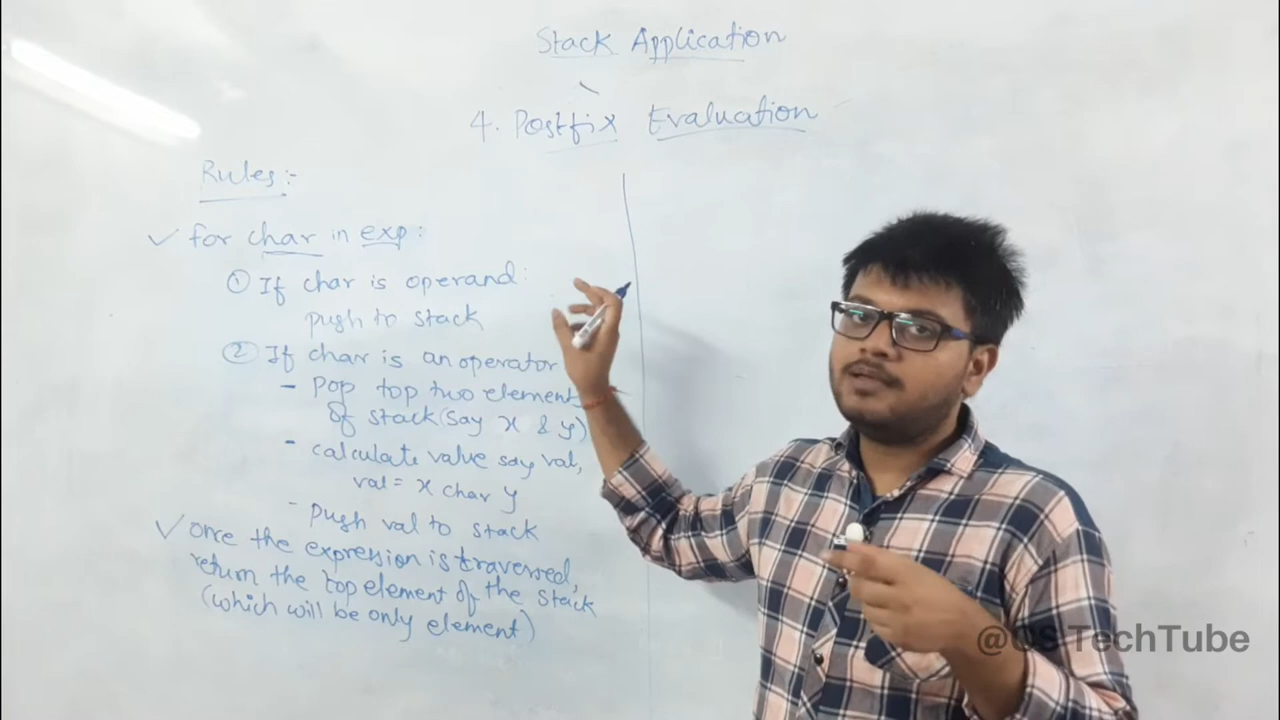 Stack Application
4. Postfix Evaluation
Rules:-
✓ for char in exp:
① If char is operand:
push to stack
② If char is an operator
- Pop top two element
of stack (say x & y)
- calculate value say val,
val = x char y
- Push val to stack
✓ once the expression is traversed,
return the top element of the stack
(which will be only element)
@OS TechTube